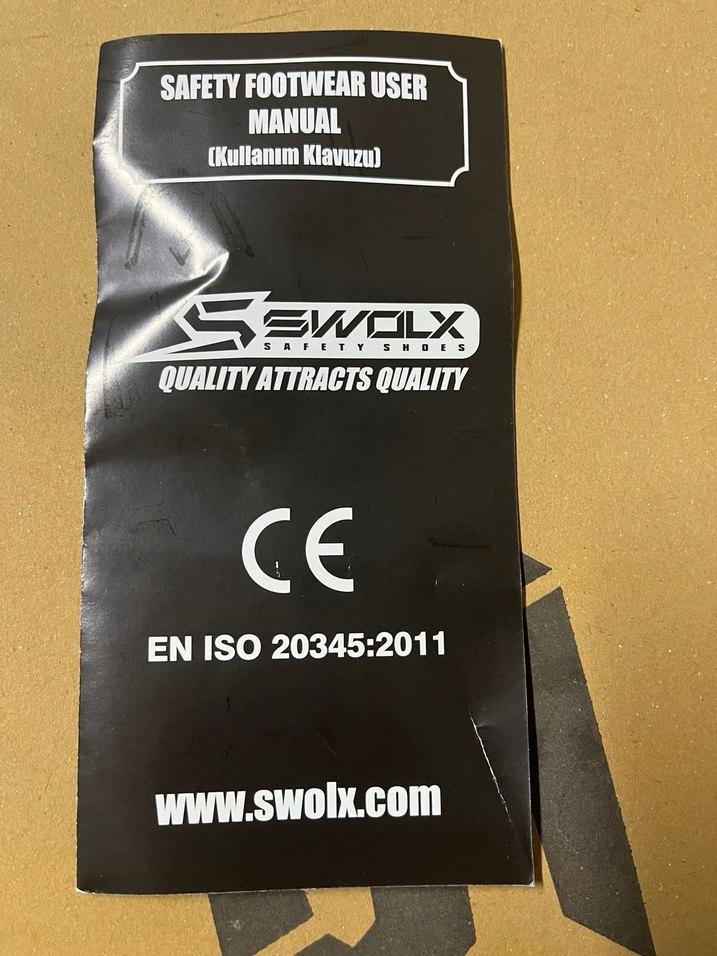 SAFETY FOOTWEAR USER
MANUAL
(Kullanım Klavuzu)
SWOLX
SAFETY SHOES
QUALITY ATTRACTS QUALITY
CE
EN ISO 20345:2011
www.swolx.com